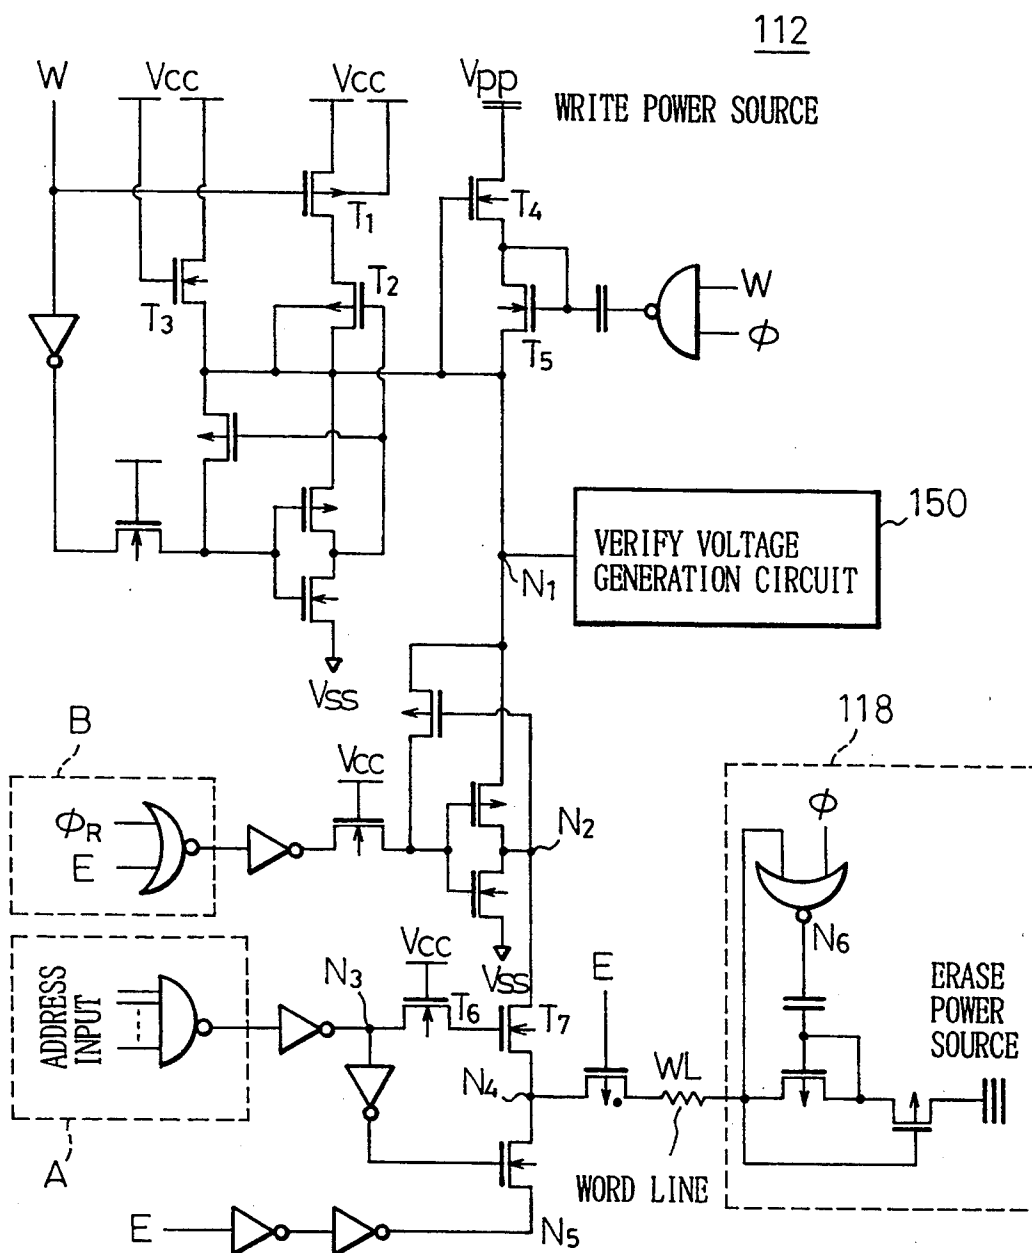 112
W
Vcc
Vcc
Vpp
WRITE POWER SOURCE
T1
T4
T2
T3
W
φ
T5
150
VERIFY VOLTAGE
GENERATION CIRCUIT
N1
Vss
118
B
Vcc
φ
φR
E
N2
N6
Vcc
Vss
ADDRESS
INPUT
N3
T6
T7
E
ERASE
POWER
SOURCE
N4
WL
A
WORD LINE
E
N5